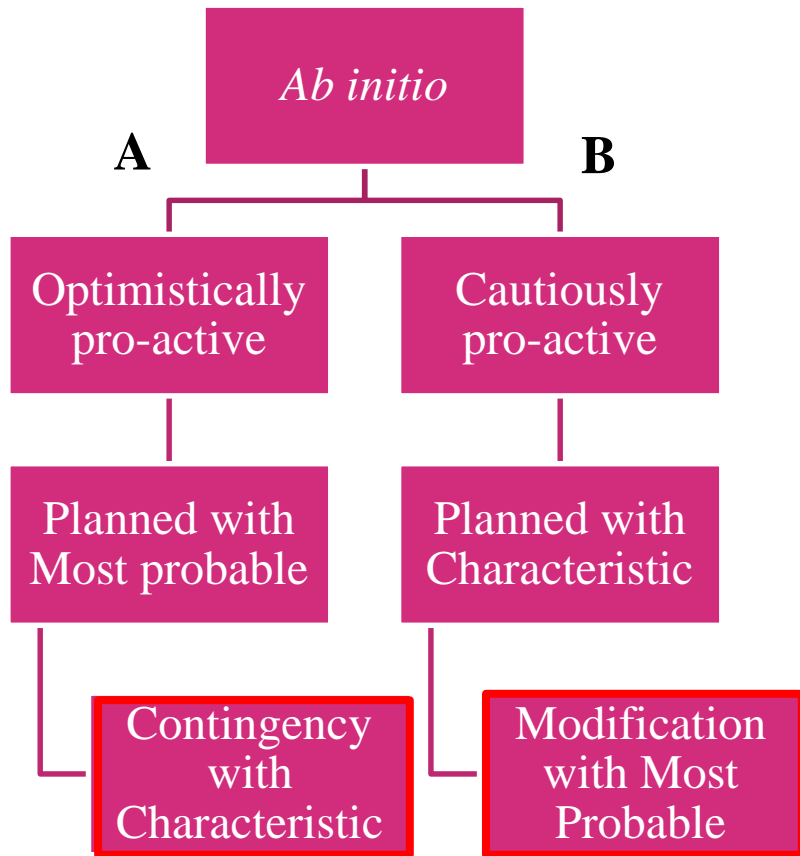 Ab initio
A
B
Optimistically
pro-active
Cautiously
pro-active
Planned with
Most probable
Planned with
Characteristic
Contingency
with
Characteristic
Modification
with Most
Probable